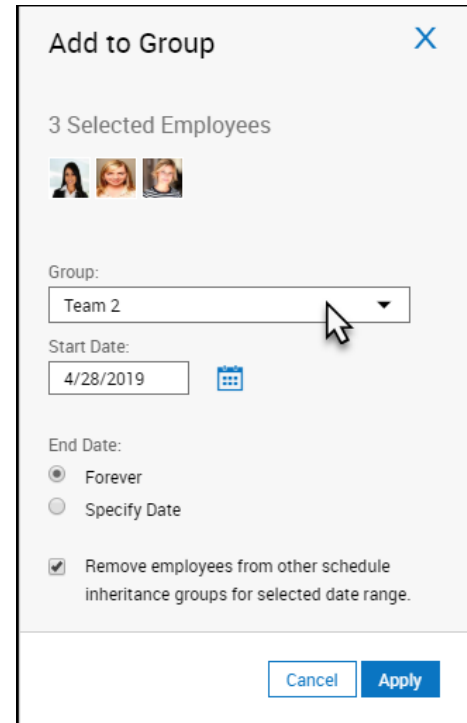 Add to Group
X
3 Selected Employees
Group:
Team 2
Start Date:
4/28/2019
End Date:
Forever
Specify Date
Remove employees from other schedule
inheritance groups for selected date range.
Cancel Apply